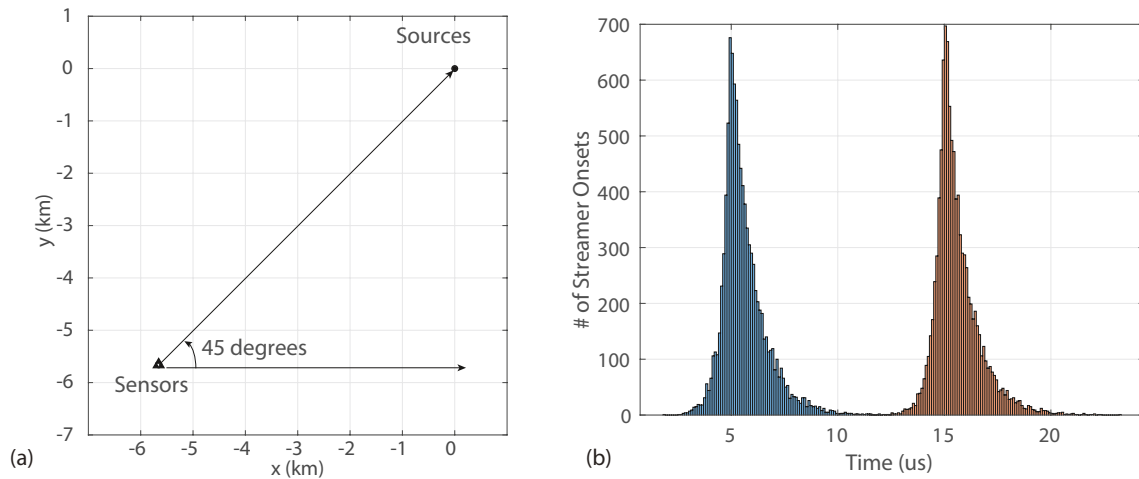 (a)
y (km)
1
0
-1
-2
-3
-4
-5
-6
-7
Sources
45 degrees
Sensors
-6 -5 -4 -3 -2 -1 0
x (km)
(b)
# of Streamer Onsets
700
600
500
400
300
200
100
0
5 10 15 20
Time (us)